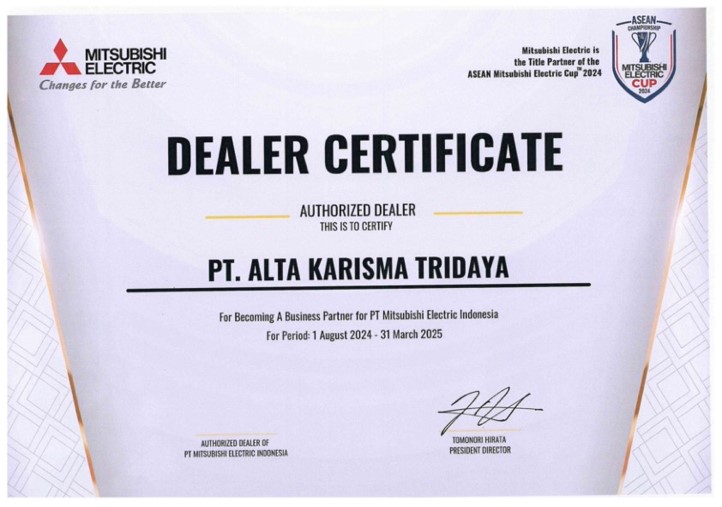 MITSUBISHI
ELECTRIC
Changes for the Better
Mitsubishi Electric is
the Title Partner of the
ASEAN Mitsubishi Electric Cup™ 2024
ASEAN
CHAMPIONSHIP
MITSUBISHI
ELECTRIC
CUP
2024
DEALER CERTIFICATE
AUTHORIZED DEALER
THIS IS TO CERTIFY
PT. ALTA KARISMA TRIDAYA
For Becoming A Business Partner for PT Mitsubishi Electric Indonesia
For Period: 1 August 2024 - 31 March 2025
AUTHORIZED DEALER OF
PT MITSUBISHI ELECTRIC INDONESIA
TOMONORI HIRATA
PRESIDENT DIRECTOR